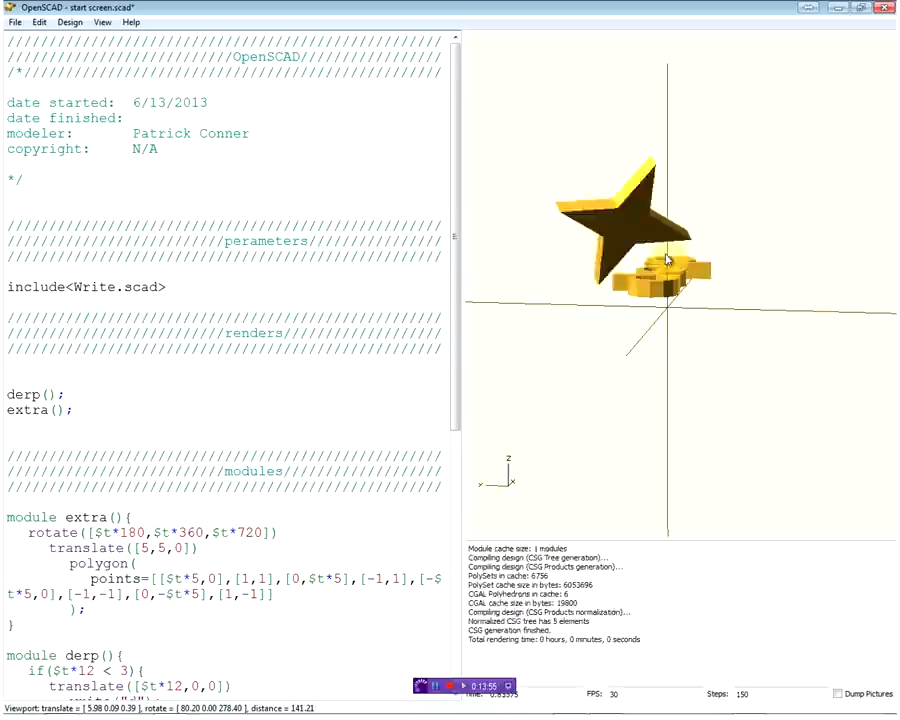 OpenSCAD - start screen.scad*
File Edit Design View Help
////////////////////////////////////////////////////
///////////////////////////OpenSCAD/////////////////
/*//////////////////////////////////////////////////
date started: 6/13/2013
date finished:
modeler: Patrick Conner
copyright: N/A
*/
////////////////////////////////////////////////////
//////////////////////////perameters////////////////
////////////////////////////////////////////////////
include<Write.scad>
////////////////////////////////////////////////////
//////////////////////////renders///////////////////
////////////////////////////////////////////////////
derp();
extra();
////////////////////////////////////////////////////
//////////////////////////modules///////////////////
////////////////////////////////////////////////////
module extra(){
rotate([$t*180,$t*360,$t*720])
translate([5,5,0])
polygon(
points=[[$t*5,0],[1,1],[0,$t*5],[-1,1],[-$
t*5,0],[-1,-1],[0,-$t*5],[1,-1]]
);
}
module derp(){
if($t*12 < 3){
translate([$t*12,0,0])
z
y
x
Module cache size: 1 modules
Compiling design (CSG Tree generation)...
Compiling design (CSG Products generation)...
PolySets in cache: 6756
PolySet cache size in bytes: 6053696
CGAL Polyhedrons in cache: 6
CGAL cache size in bytes: 19800
Compiling design (CSG Products normalization)...
Normalized CSG tree has 5 elements
CSG generation finished.
Total rendering time: 0 hours, 0 minutes, 0 seconds
0:13:55
FPS: 30 Steps: 150 Dump Pictures
Viewport: translate = [ 5.98 0.09 0.39 ], rotate = [ 80.20 0.00 278.40 ], distance = 141.21